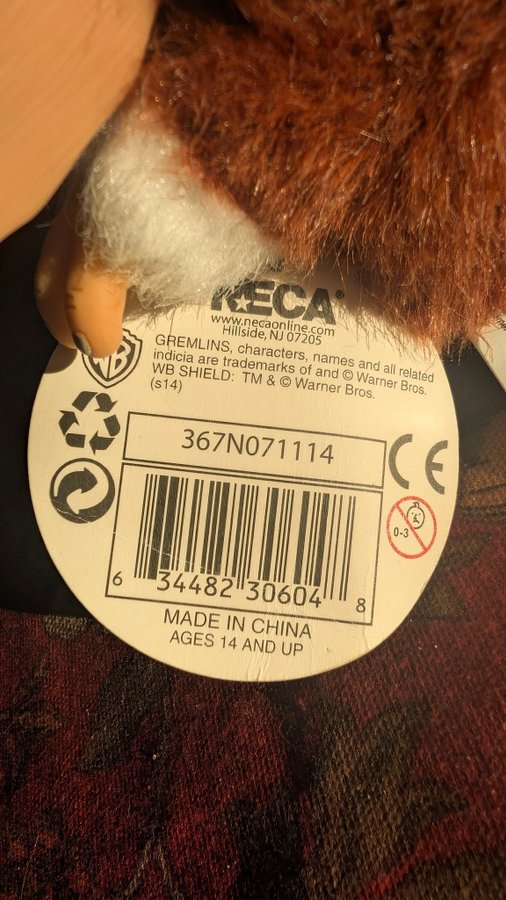 NECA®
www.necaonline.com
Hillside, NJ 07205
WB
GREMLINS, characters, names and all related
indicia are trademarks of and © Warner Bros.
WB SHIELD: TM & © Warner Bros.
(s14)
367N071114
CE
0-3
6 34482 30604 8
MADE IN CHINA
AGES 14 AND UP